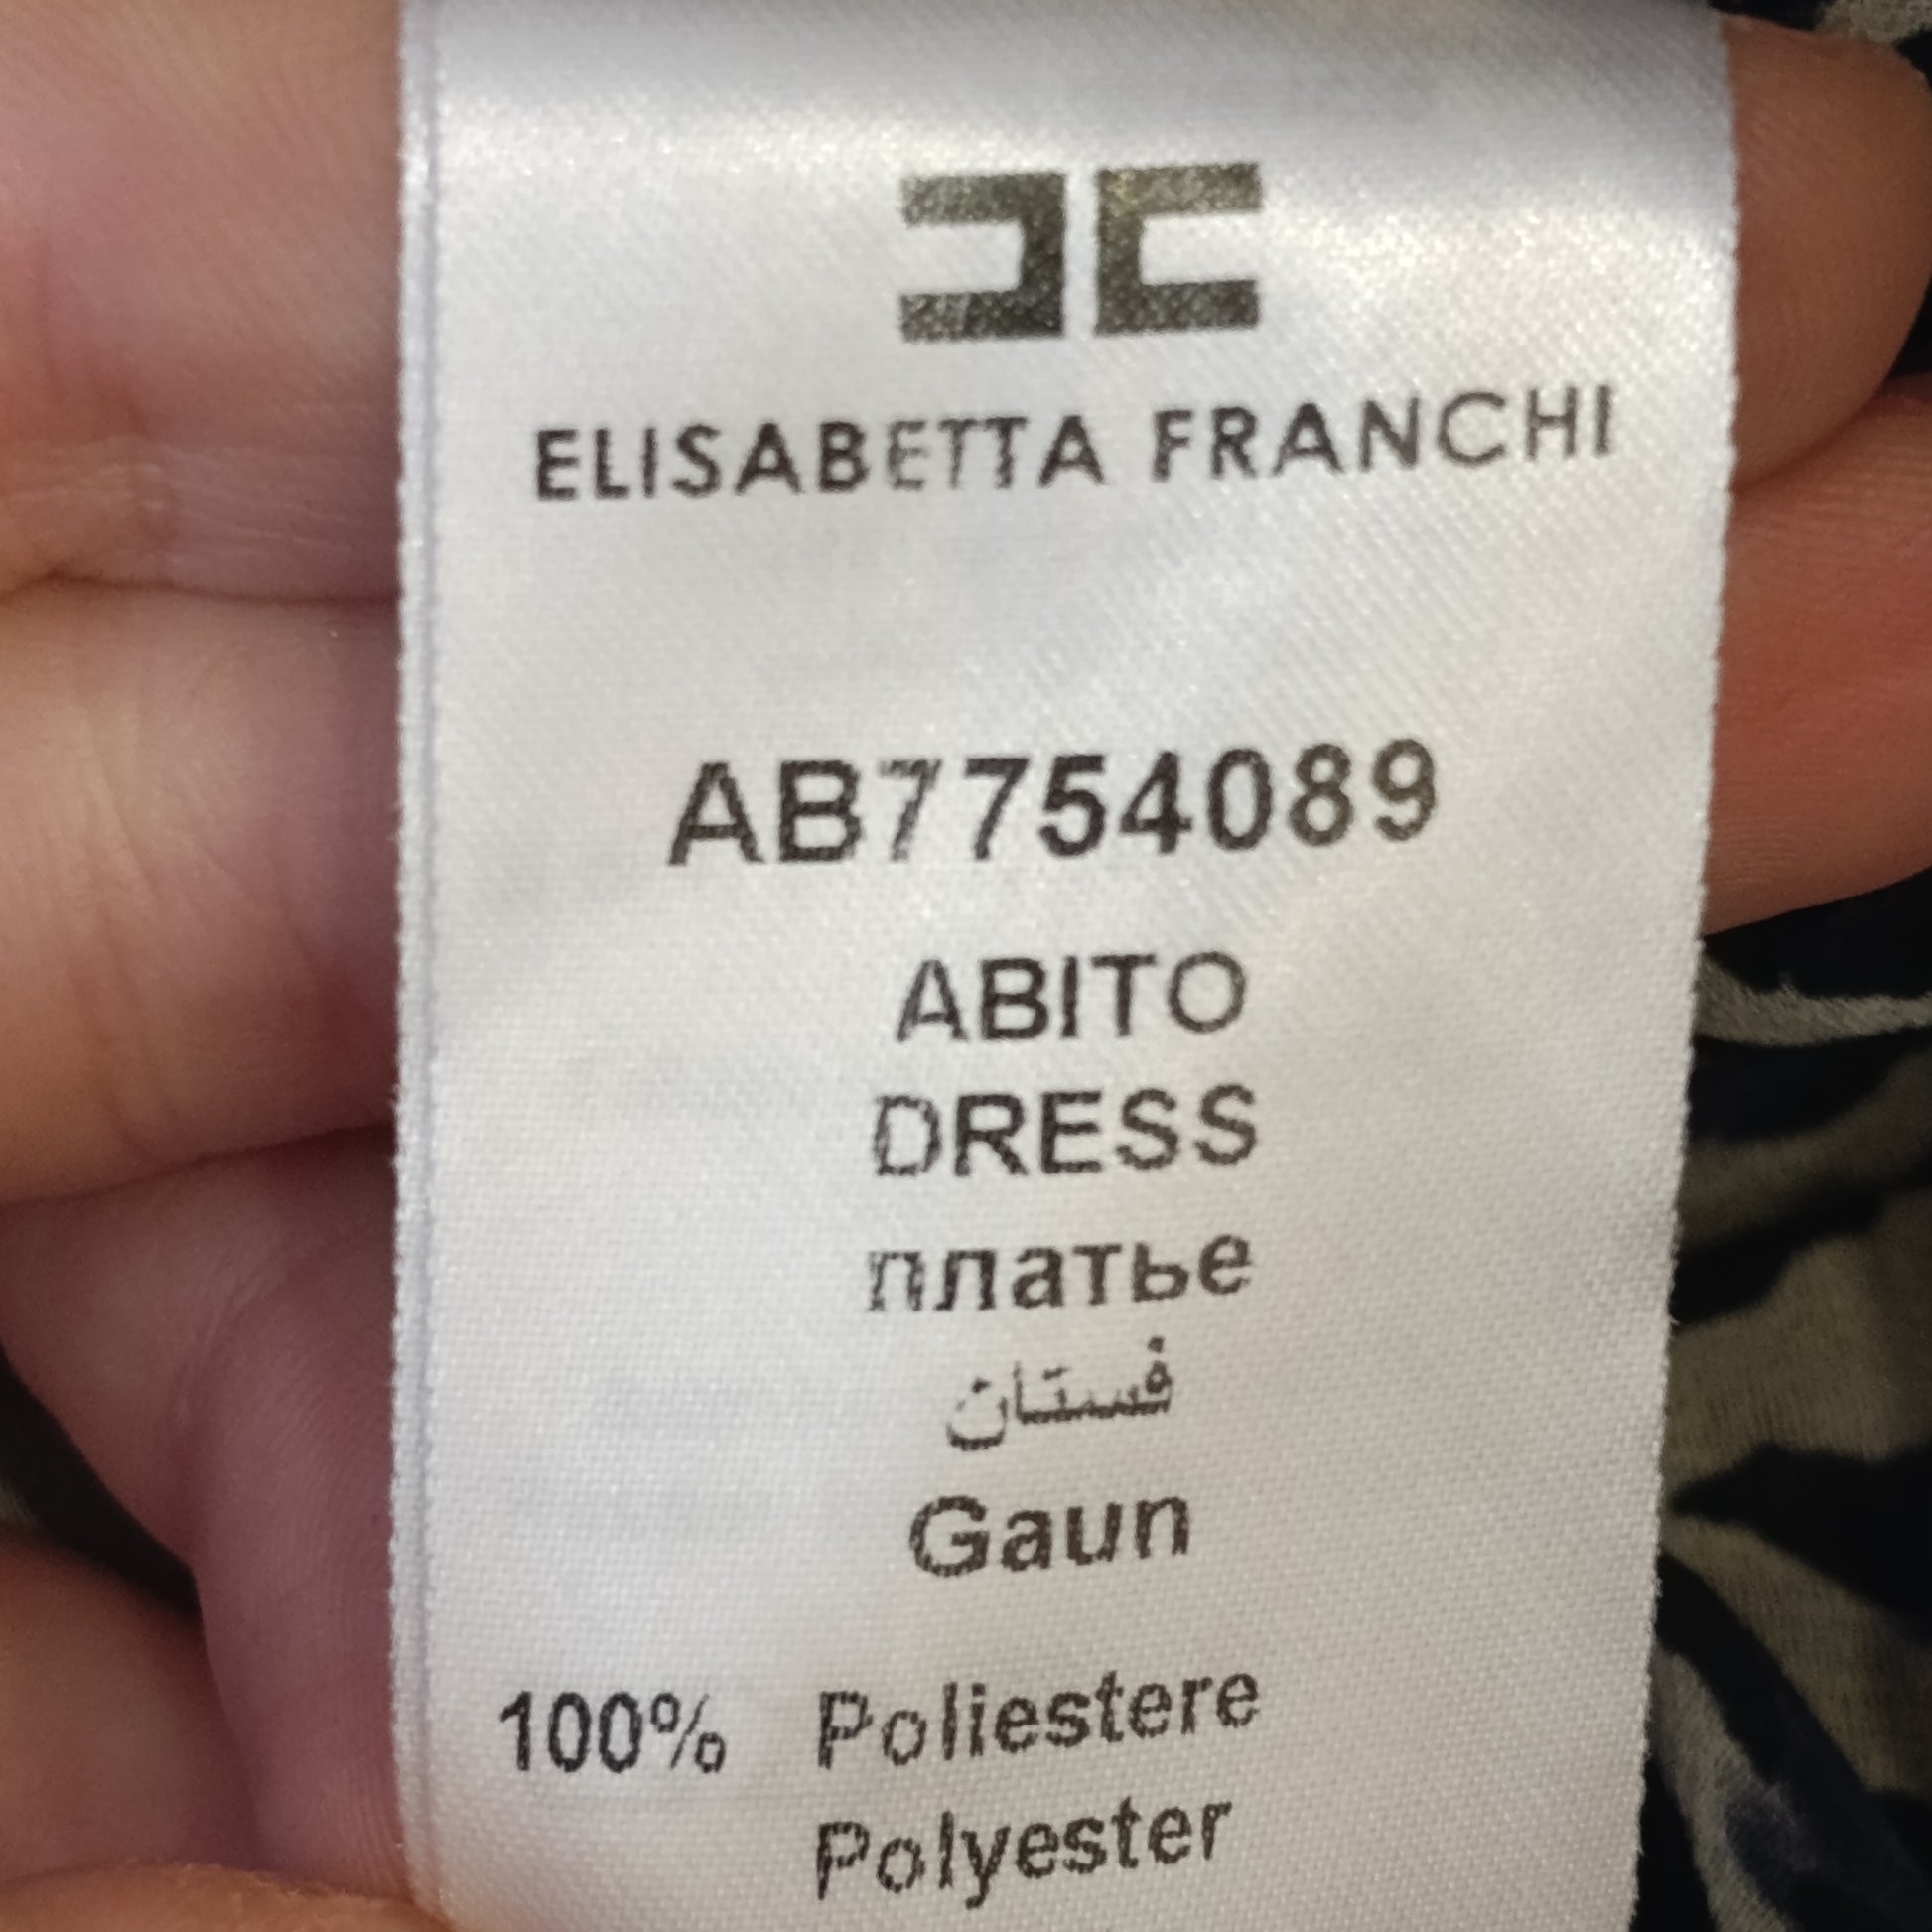 ELISABETTA FRANCHI
AB7754089
ABITO
DRESS
платье
فستان
Gaun
100% Poliestere
Polyester